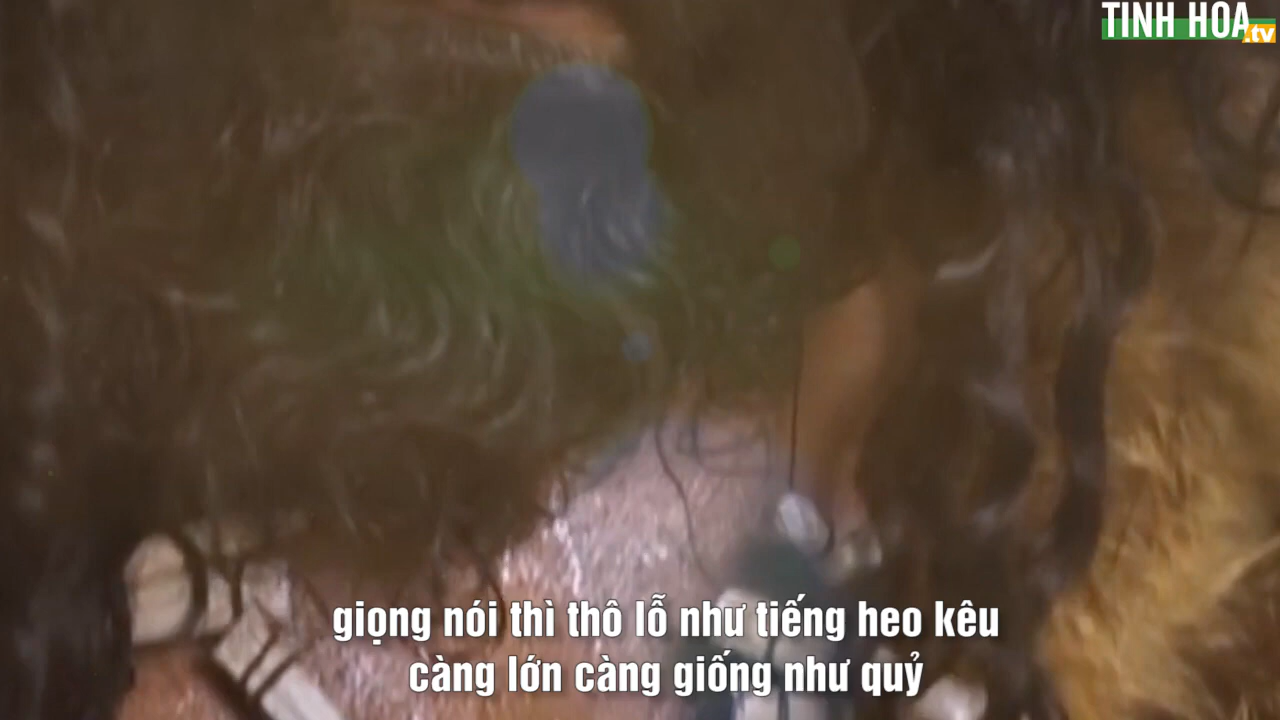 TINH HOA
.tv
giọng nói thì thô lỗ như tiếng heo kêu
càng lớn càng giống như quỷ